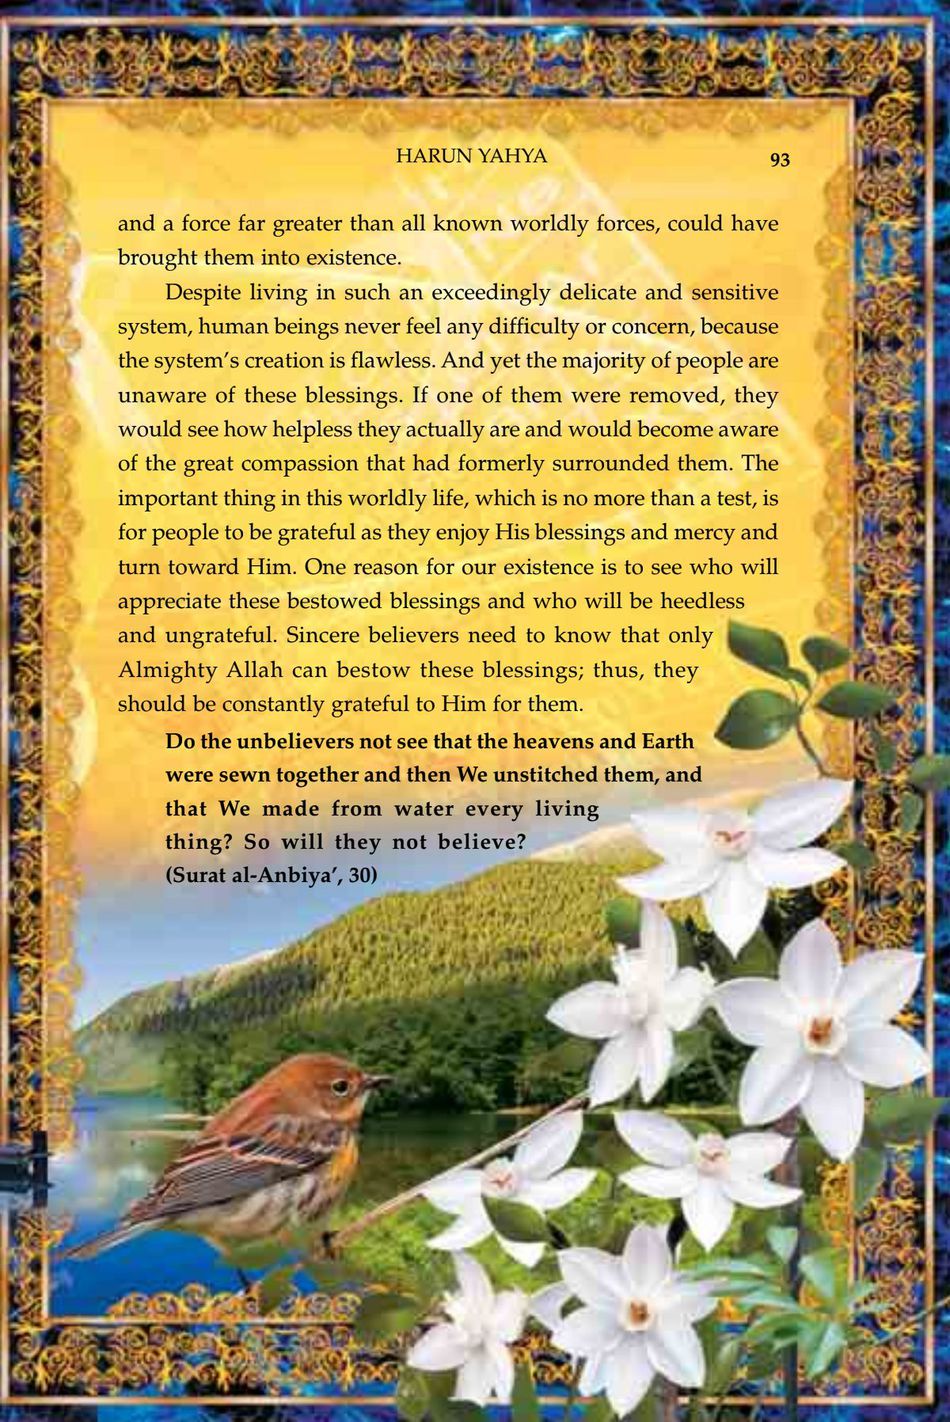 HARUN YAHYA
93
and a force far greater than all known worldly forces, could have
brought them into existence.
Despite living in such an exceedingly delicate and sensitive
system, human beings never feel any difficulty or concern, because
the system's creation is flawless. And yet the majority of people are
unaware of these blessings. If one of them were removed, they
would see how helpless they actually are and would become aware
of the great compassion that had formerly surrounded them. The
important thing in this worldly life, which is no more than a test, is
for people to be grateful as they enjoy His blessings and mercy and
turn toward Him. One reason for our existence is to see who will
appreciate these bestowed blessings and who will be heedless
and ungrateful. Sincere believers need to know that only
Almighty Allah can bestow these blessings; thus, they
should be constantly grateful to Him for them.
Do the unbelievers not see that the heavens and Earth
were sewn together and then We unstitched them, and
that We made from water every living
thing? So will they not believe?
(Surat al-Anbiya', 30)